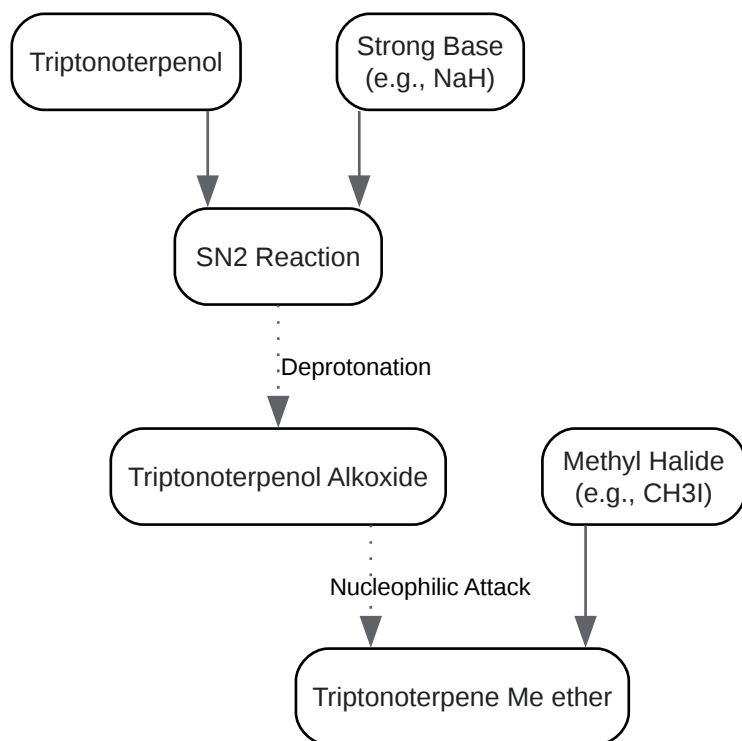 Triptonoterpenol
Strong Base
(e.g., NaH)
SN2 Reaction
Deprotonation
Triptonoterpenol Alkoxide
Methyl Halide
(e.g., CH3I)
Nucleophilic Attack
Triptonoterpene Me ether